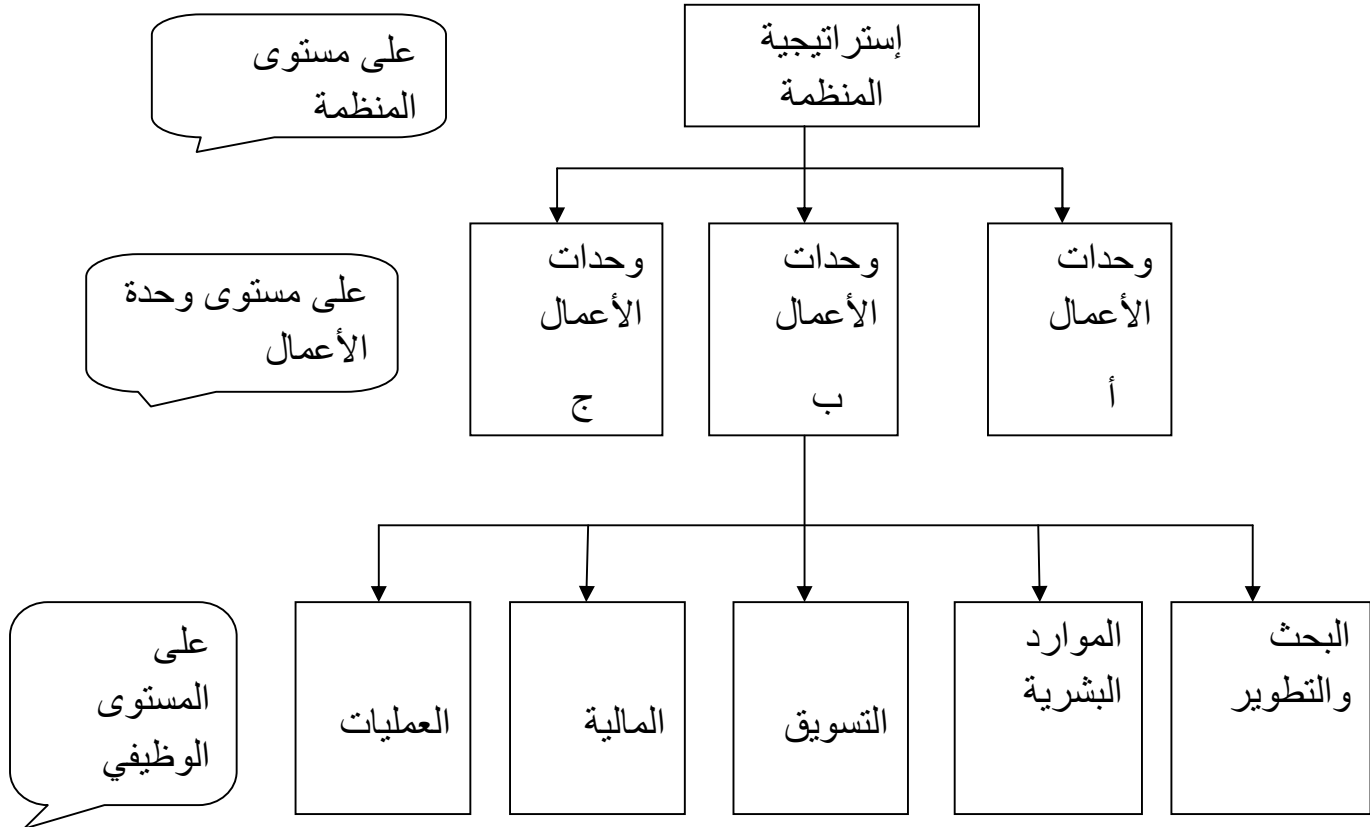 على مستوى
المنظمة
إستراتيجية
المنظمة
على مستوى وحدة
الأعمال
وحدات
الأعمال
أ
وحدات
الأعمال
ب
وحدات
الأعمال
ج
على
المستوى
الوظيفي
البحث
والتطوير
الموارد
البشرية
التسويق
المالية
العمليات